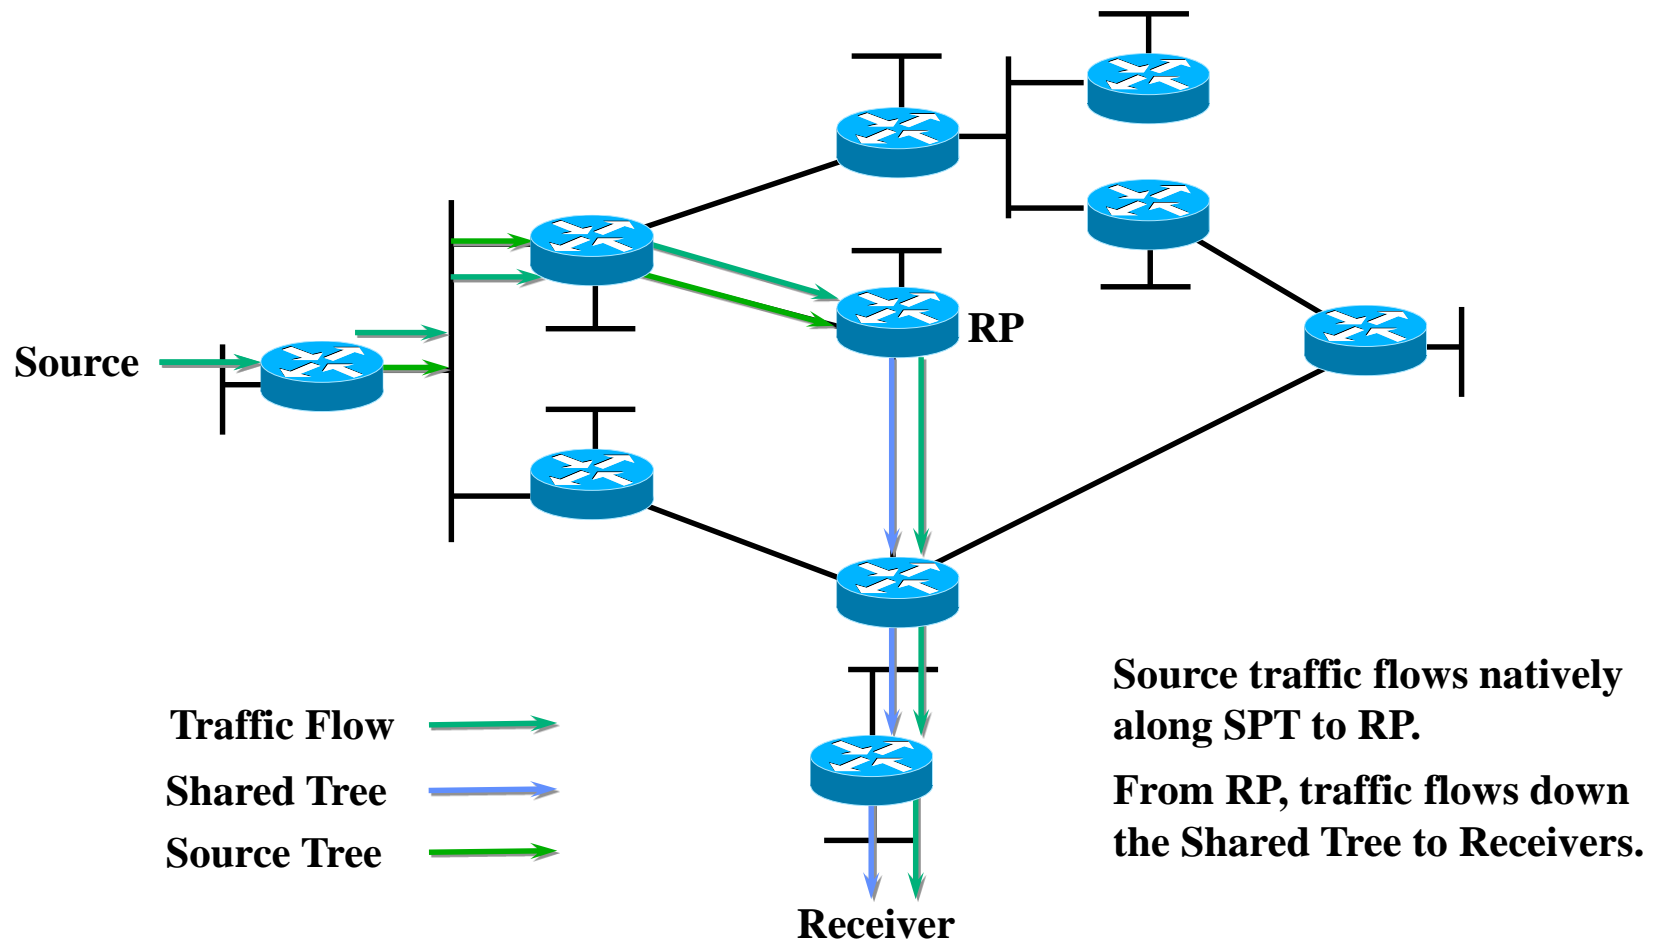 RP
Source
Source traffic flows natively
along SPT to RP.
From RP, traffic flows down
the Shared Tree to Receivers.
Traffic Flow
Shared Tree
Source Tree
Receiver